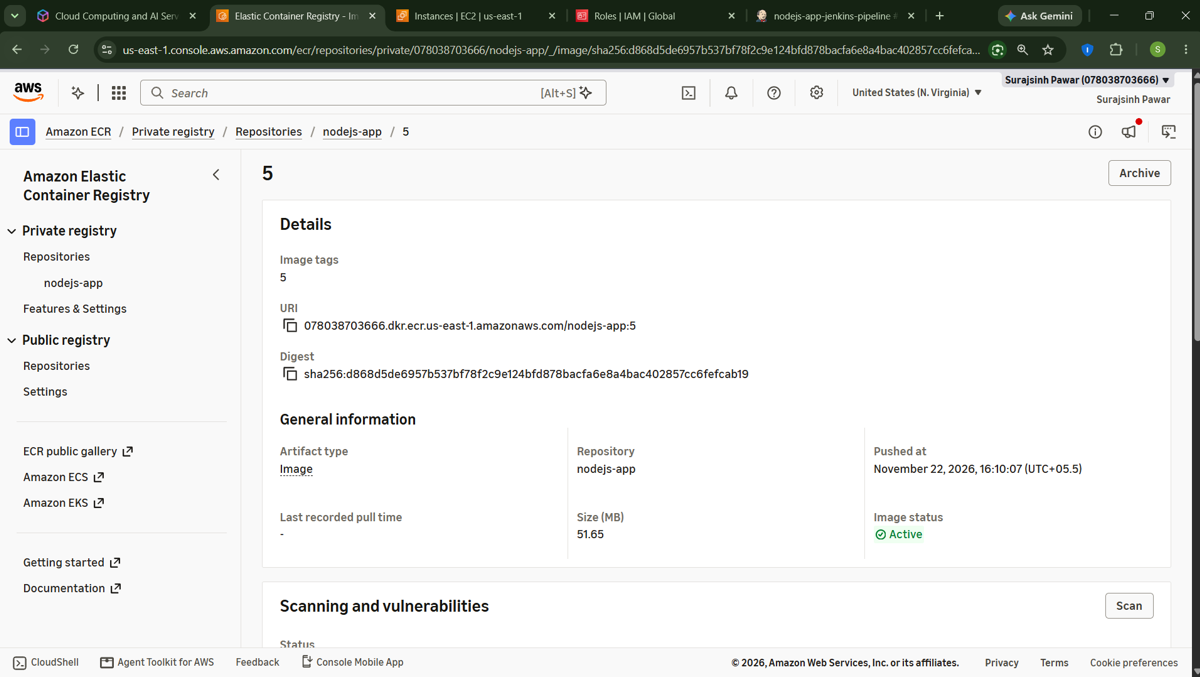 Cloud Computing and AI Serv
Elastic Container Registry - Im
Instances | EC2 | us-east-1
Roles | IAM | Global
nodejs-app-jenkins-pipeline
Ask Gemini
us-east-1.console.aws.amazon.com/ecr/repositories/private/078038703666/nodejs-app/_/image/sha256:d868d5de6957b537bf78f2c9e124bfd878bacfa6e8a4bac402857cc6fefca...
S
aws
Search
[Alt+S]
United States (N. Virginia)
Surajsinh Pawar (078038703666)
Surajsinh Pawar
Amazon ECR / Private registry / Repositories / nodejs-app / 5
Amazon Elastic
Container Registry
Private registry
Repositories
nodejs-app
Features & Settings
Public registry
Repositories
Settings
ECR public gallery
Amazon ECS
Amazon EKS
Getting started
Documentation
5
Archive
Details
Image tags
5
URI
078038703666.dkr.ecr.us-east-1.amazonaws.com/nodejs-app:5
Digest
sha256:d868d5de6957b537bf78f2c9e124bfd878bacfa6e8a4bac402857cc6fefcab19
General information
Artifact type
Image
Repository
nodejs-app
Pushed at
November 22, 2026, 16:10:07 (UTC+05.5)
Last recorded pull time
-
Size (MB)
51.65
Image status
Active
Scanning and vulnerabilities
Scan
Status
CloudShell
Agent Toolkit for AWS
Feedback
Console Mobile App
© 2026, Amazon Web Services, Inc. or its affiliates.
Privacy
Terms
Cookie preferences